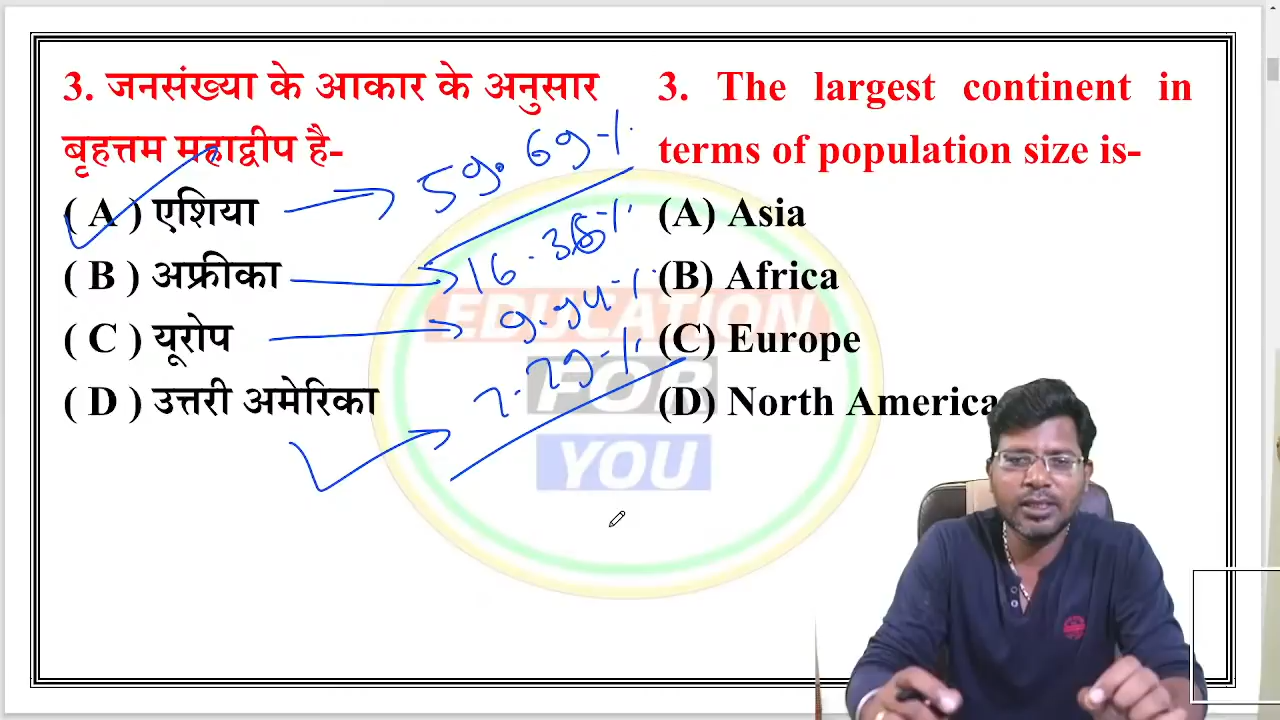 3. जनसंख्या के आकार के अनुसार
बृहत्तम महाद्वीप है-
( A ) एशिया
59.69%
( B ) अफ्रीका
16.36%
( C ) यूरोप
9.94%
( D ) उत्तरी अमेरिका
7.79%
3. The largest continent in
terms of population size is-
(A) Asia
(B) Africa
(C) Europe
(D) North America
EDUCATION
FOR
YOU